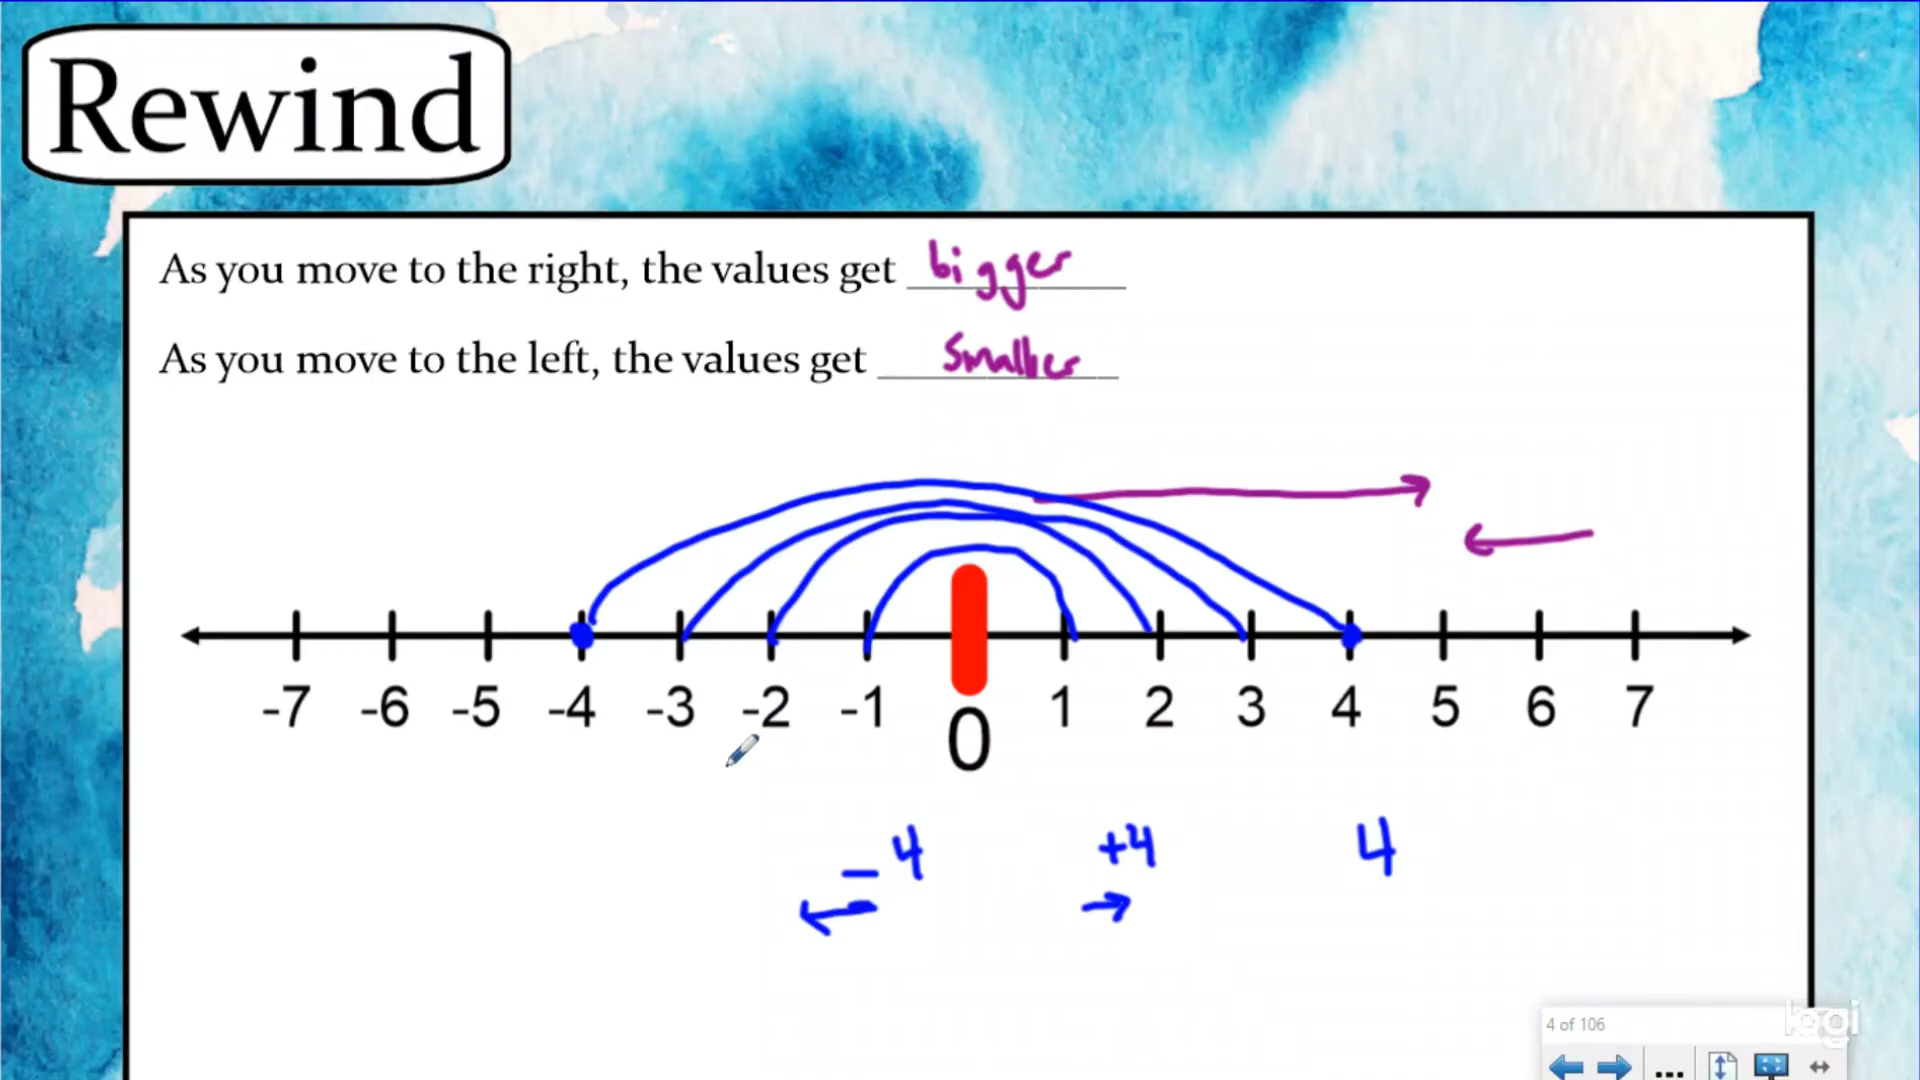 Rewind
As you move to the right, the values get bigger
As you move to the left, the values get smaller
-7 -6 -5 -4 -3 -2 -1 0 1 2 3 4 5 6 7
-4 +4 4
4 of 106
logi